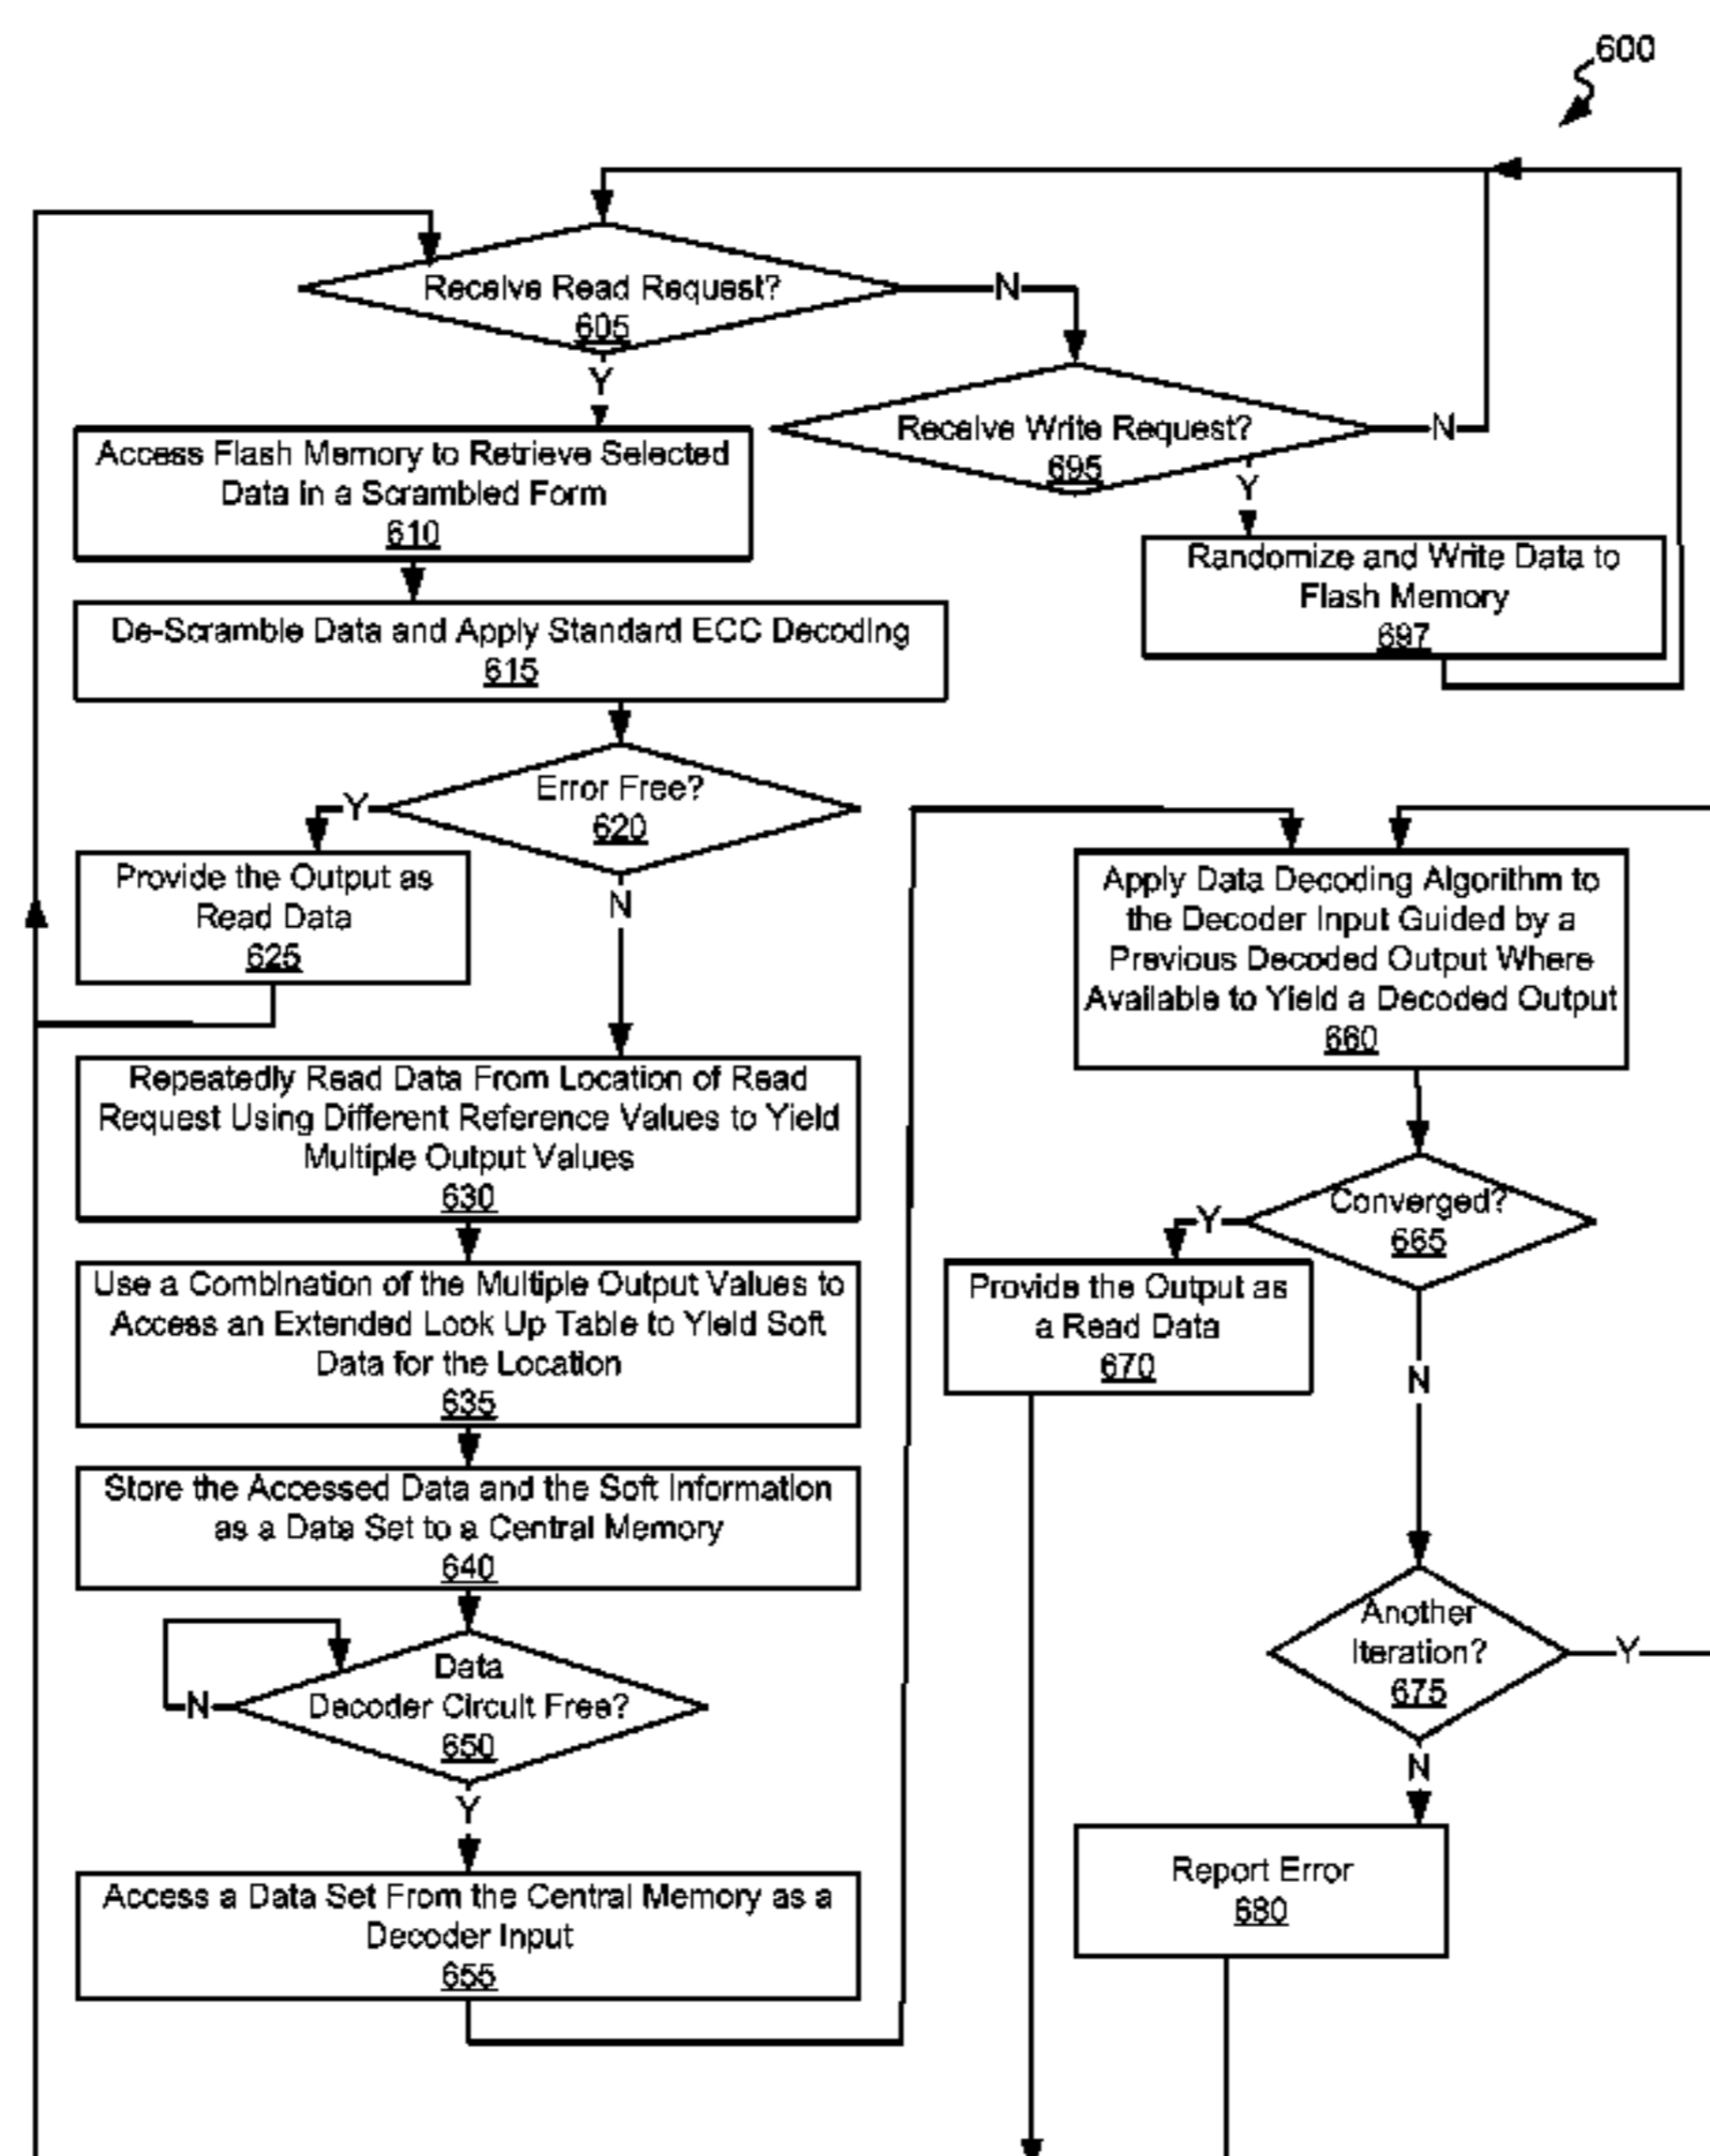 600
Receive Read Request?
605
N
Y
Receive Write Request?
695
N
Y
Access Flash Memory to Retrieve Selected
Data in a Scrambled Form
610
Randomize and Write Data to
Flash Memory
697
De-Scramble Data and Apply Standard ECC Decoding
615
Error Free?
620
Y
N
Provide the Output as
Read Data
625
Repeatedly Read Data From Location of Read
Request Using Different Reference Values to Yield
Multiple Output Values
630
Use a Combination of the Multiple Output Values to
Access an Extended Look Up Table to Yield Soft
Data for the Location
635
Store the Accessed Data and the Soft Information
as a Data Set to a Central Memory
640
Data
Decoder Circuit Free?
650
N
Y
Access a Data Set From the Central Memory as a
Decoder Input
655
Apply Data Decoding Algorithm to
the Decoder Input Guided by a
Previous Decoded Output Where
Available to Yield a Decoded Output
660
Converged?
665
Y
N
Provide the Output as
a Read Data
670
Another
Iteration?
675
Y
N
Report Error
680